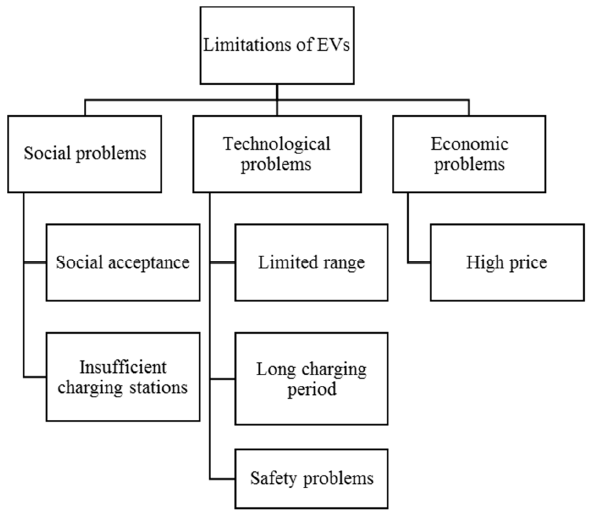 Limitations of EVs
Social problems
Technological
problems
Economic
problems
Social acceptance
Limited range
High price
Insufficient
charging stations
Long charging
period
Safety problems